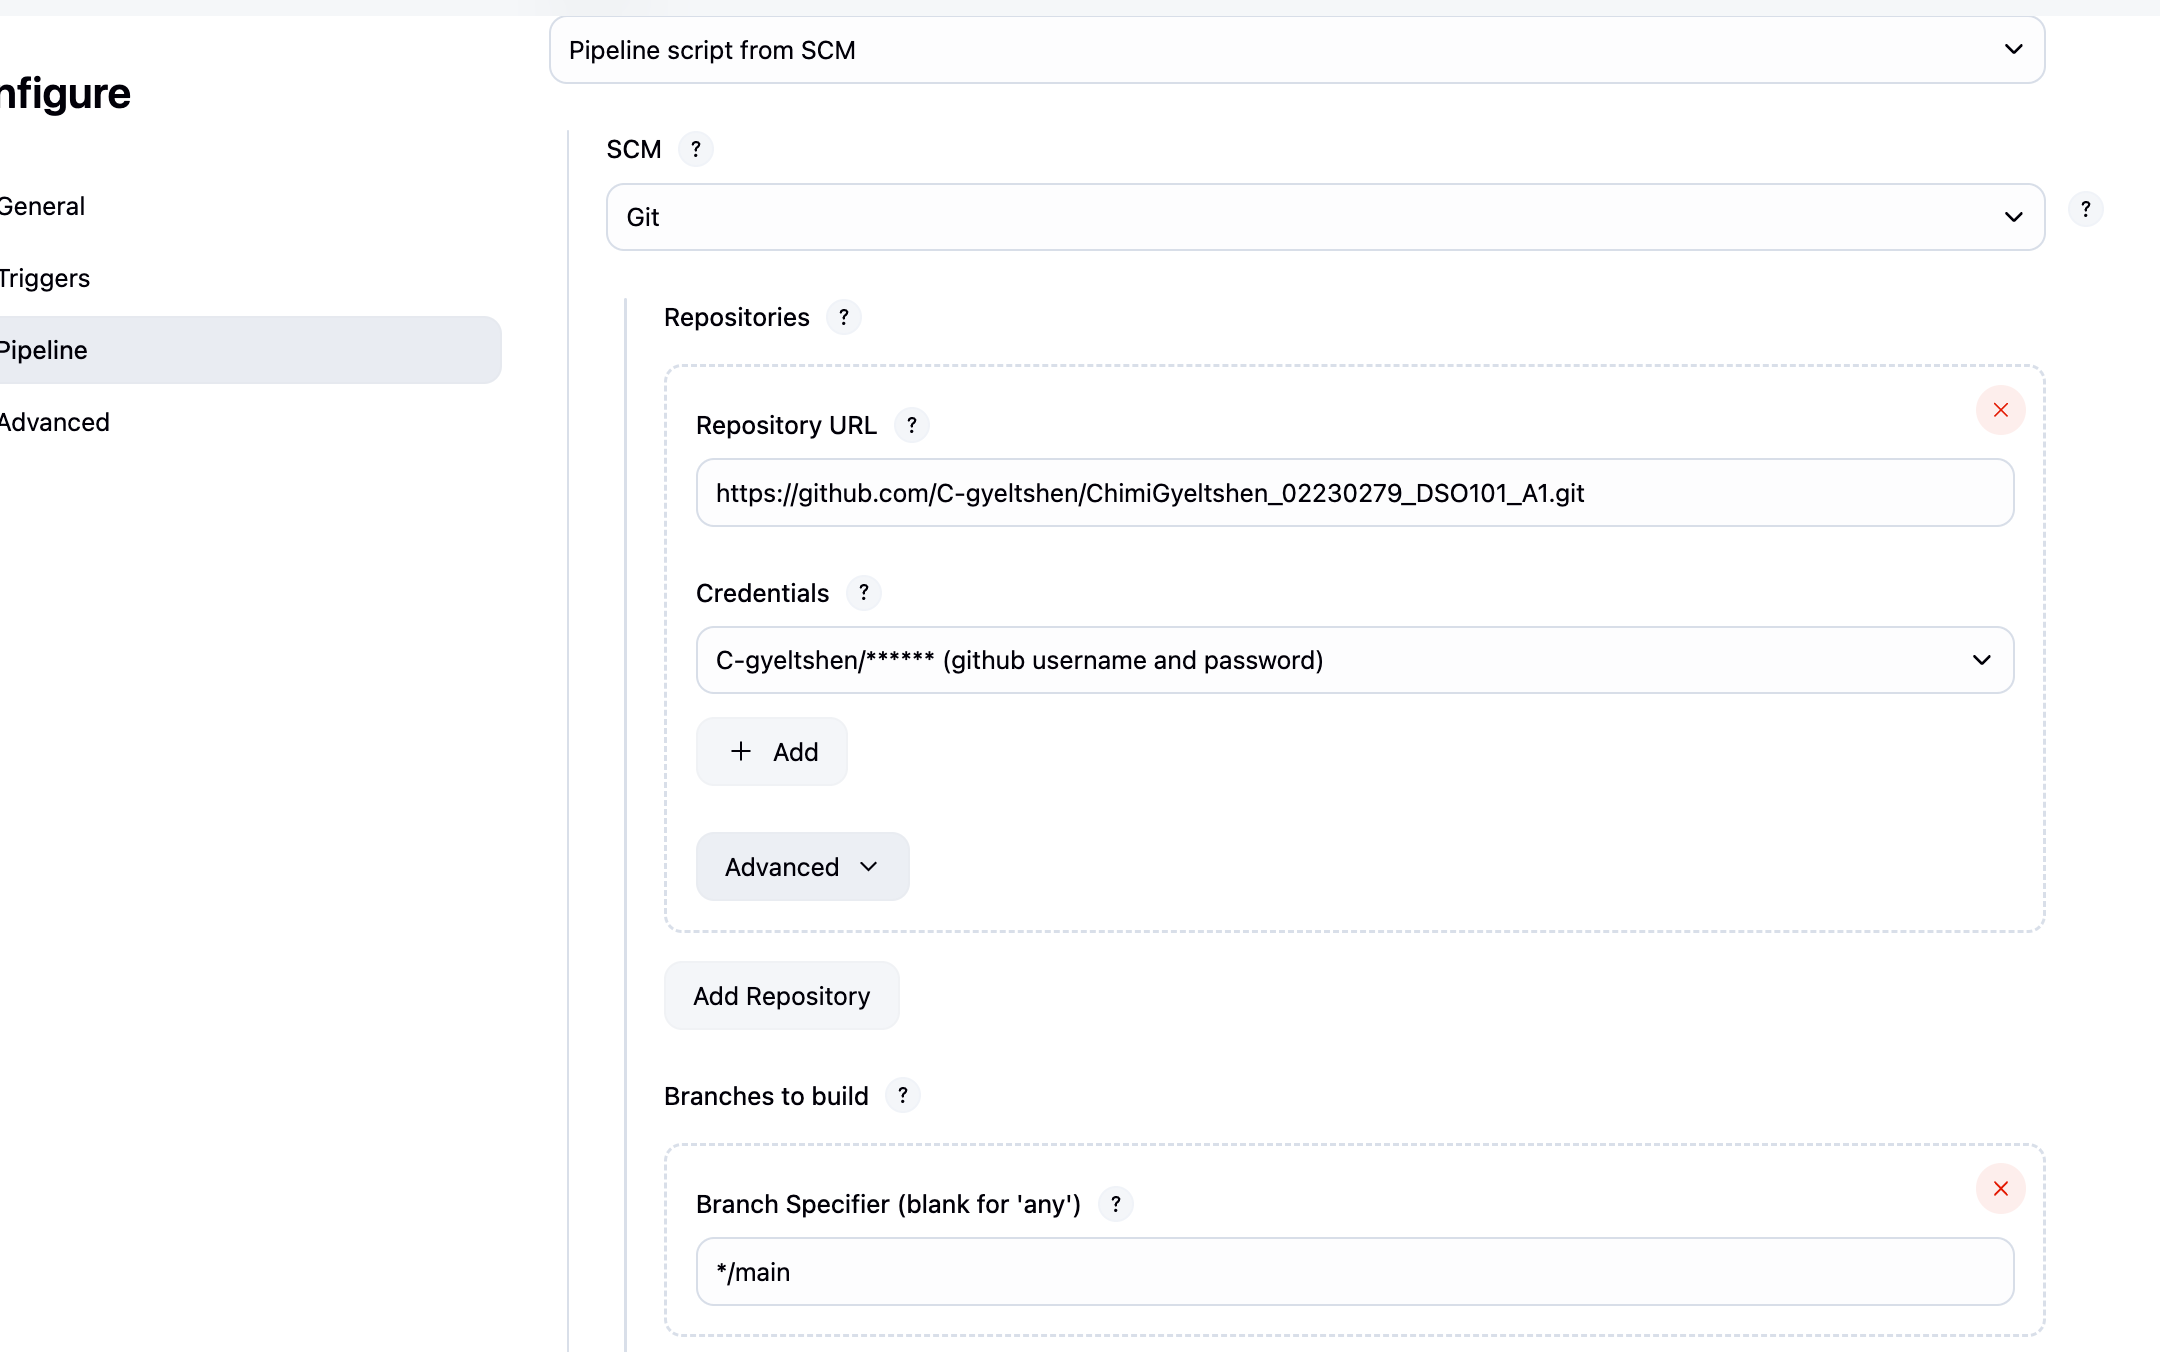 Pipeline script from SCM
nfigure
SCM ?
General
Git
?
Triggers
Repositories ?
Pipeline
Advanced
Repository URL ?
https://github.com/C-gyeltshen/ChimiGyeltshen_02230279_DSO101_A1.git
Credentials ?
C-gyeltshen/****** (github username and password)
+ Add
Advanced
Add Repository
Branches to build ?
Branch Specifier (blank for 'any') ?
*/main